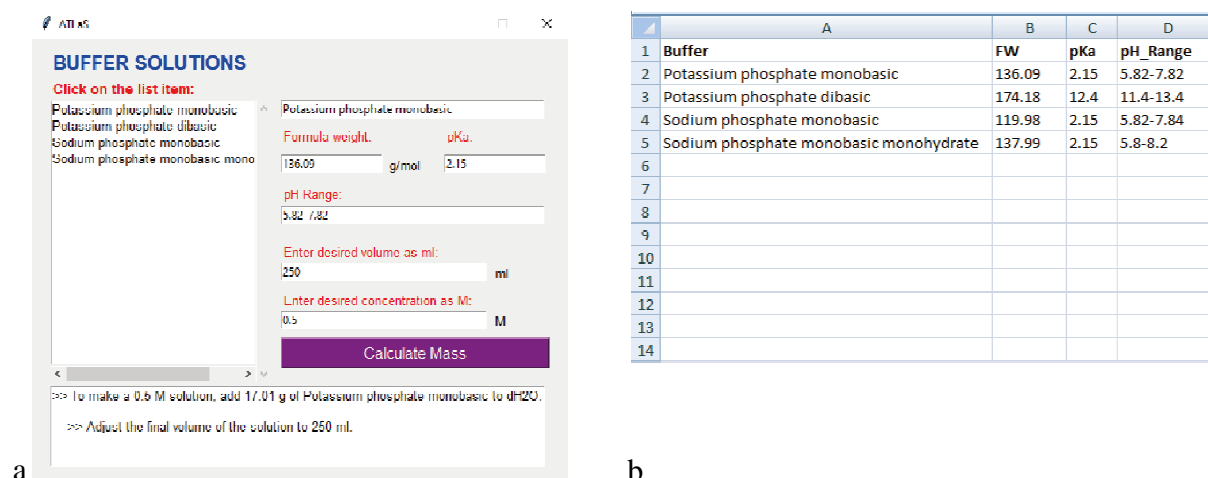 ATLaS
BUFFER SOLUTIONS
Click on the list item:
Potassium phosphate monobasic
Potassium phosphate dibasic
Sodium phosphate monobasic
Sodium phosphate monobasic mono
Potassium phosphate monobasic
Formula weight: pKa:
136.09 g/mol 2.15
pH Range:
5.82-7.82
Enter desired volume as ml:
250 ml
Enter desired concentration as M:
0.5 M
Calculate Mass
>> To make a 0.5 M solution, add 17.01 g of Potassium phosphate monobasic to dH2O.
>> Adjust the final volume of the solution to 250 ml.
a
A B C D
1 Buffer FW pKa pH_Range
2 Potassium phosphate monobasic 136.09 2.15 5.82-7.82
3 Potassium phosphate dibasic 174.18 12.4 11.4-13.4
4 Sodium phosphate monobasic 119.98 2.15 5.82-7.84
5 Sodium phosphate monobasic monohydrate 137.99 2.15 5.8-8.2
6
7
8
9
10
11
12
13
14
b